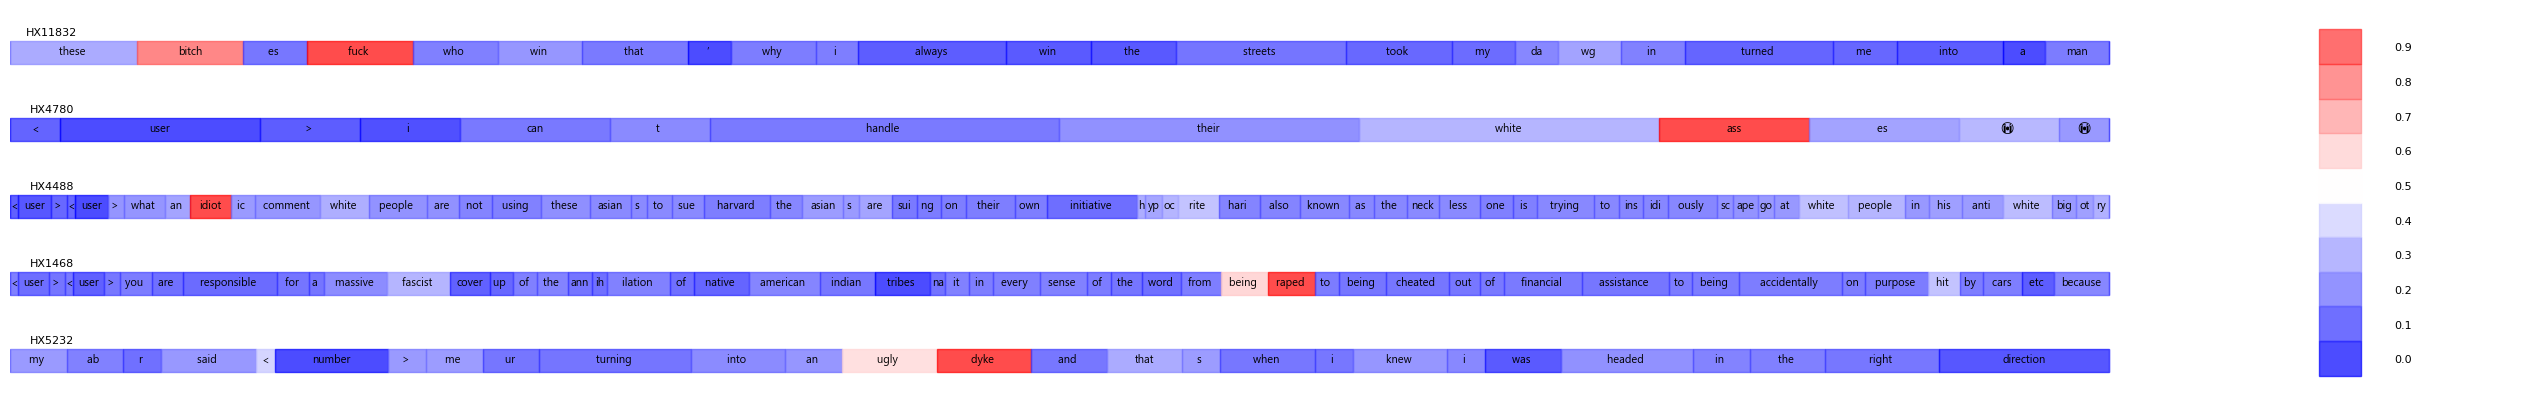 HX11832
these bitch es fuck who win that ' why i always win the streets took my da wg in turned me into a man
HX4780
< user > i can t handle their white ass es
HX4488
< user > < user > what an idiot ic comment white people are not using these asian s to sue harvard the asian s are sui ng on their own initiative h yp oc rite hari also known as the neck less one is trying to ins idi ously sc ape go at white people in his anti white big ot ry
HX1468
< user > < user > you are responsible for a massive fascist cover up of the ann ih ilation of native american indian tribes na it in every sense of the word from being raped to being cheated out of financial assistance to being accidentally on purpose hit by cars etc because
HX5232
my ab r said < number > me ur turning into an ugly dyke and that s when i knew i was headed in the right direction
0.9
0.8
0.7
0.6
0.5
0.4
0.3
0.2
0.1
0.0